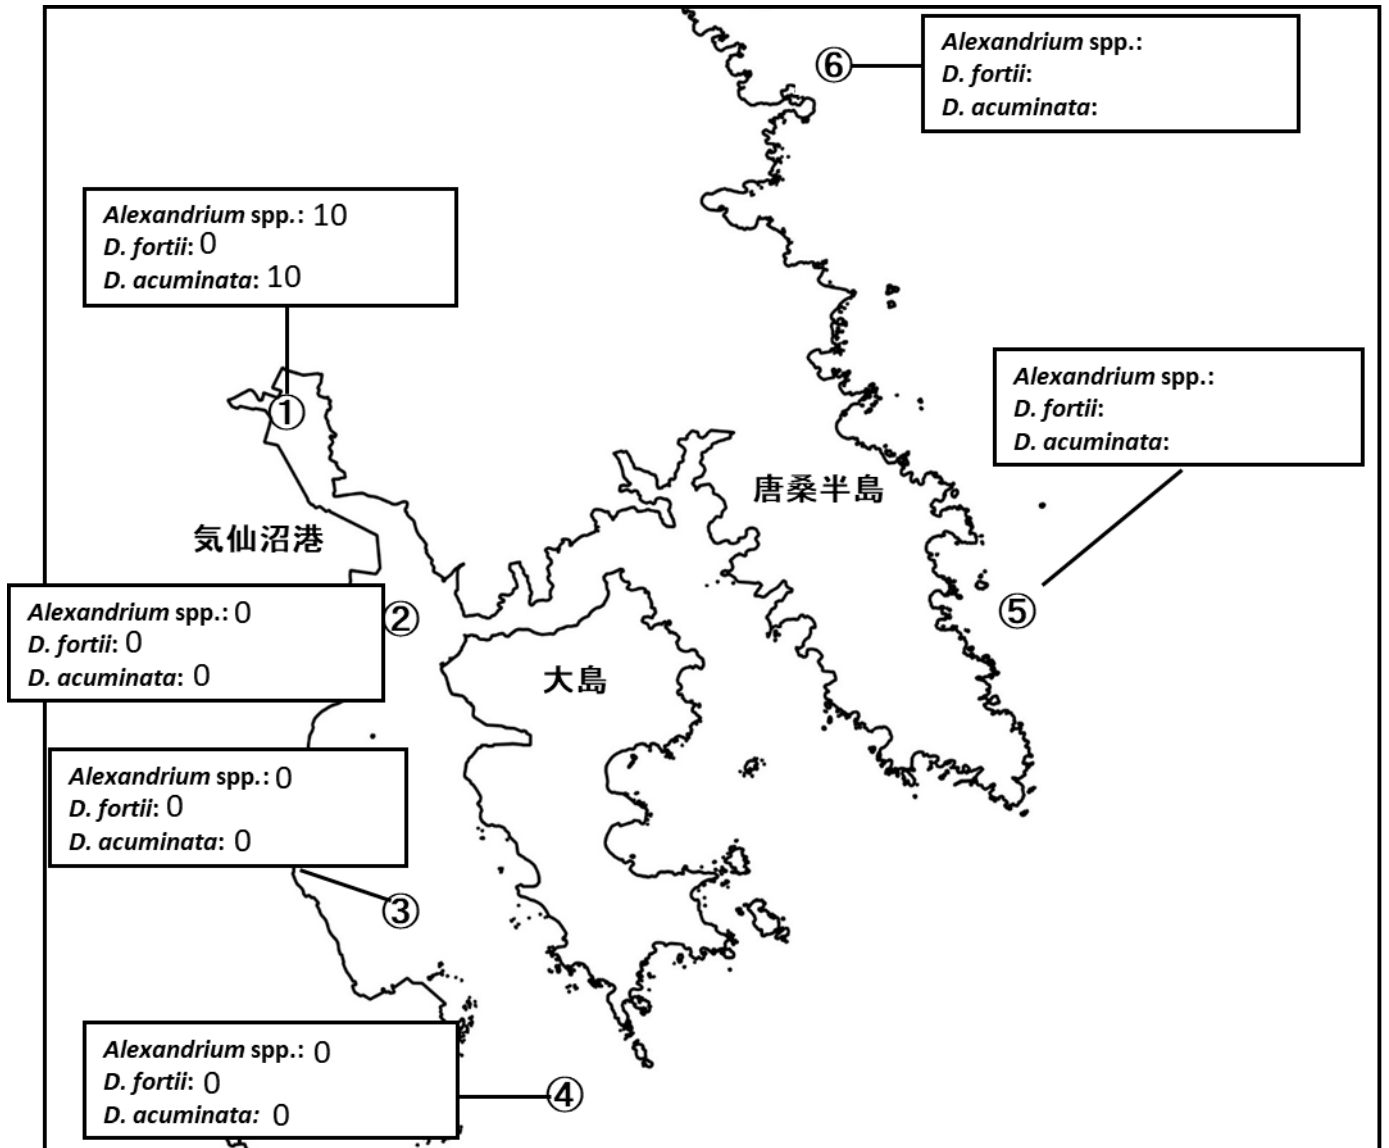 ⑥
Alexandrium spp.:
D. fortii:
D. acuminata:
Alexandrium spp.: 10
D. fortii: 0
D. acuminata: 10
①
Alexandrium spp.:
D. fortii:
D. acuminata:
唐桑半島
気仙沼港
Alexandrium spp.: 0
D. fortii: 0
D. acuminata: 0
②
⑤
大島
Alexandrium spp.: 0
D. fortii: 0
D. acuminata: 0
③
Alexandrium spp.: 0
D. fortii: 0
D. acuminata: 0
④